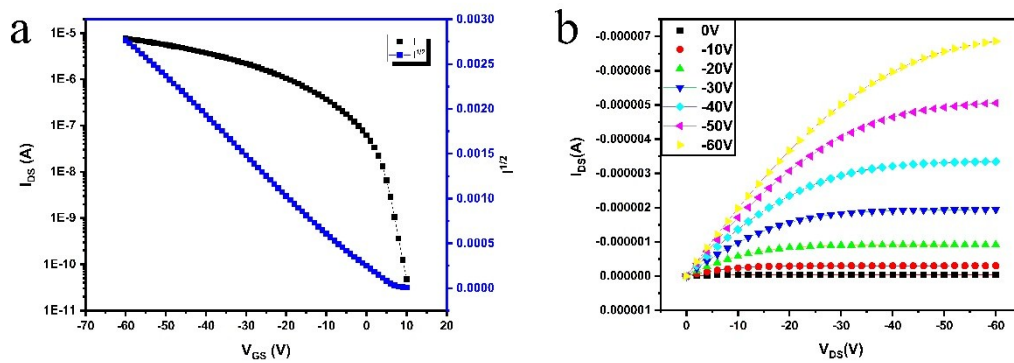 a
1E-5
1E-6
1E-7
1E-8
1E-9
1E-10
1E-11
I_DS (A)
-70 -60 -50 -40 -30 -20 -10 0 10 20
V_GS (V)
0.0030
0.0025
0.0020
0.0015
0.0010
0.0005
0.0000
I^1/2
I
I^1/2
b
-0.000007
-0.000006
-0.000005
-0.000004
-0.000003
-0.000002
-0.000001
0.000000
0.000001
I_DS(A)
0V
-10V
-20V
-30V
-40V
-50V
-60V
0 -10 -20 -30 -40 -50 -60
V_DS(V)